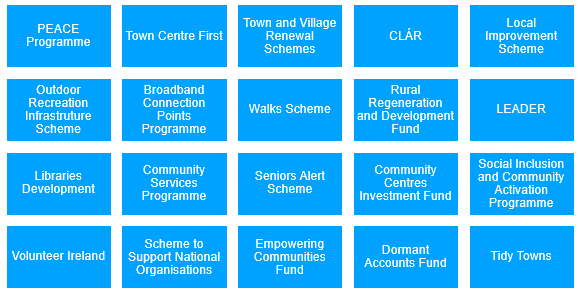 PEACE
Programme
Town Centre First
Town and Village
Renewal
Schemes
CLÁR
Local
Improvement
Scheme
Outdoor
Recreation
Infrastruture
Scheme
Broadband
Connection
Points
Programme
Walks Scheme
Rural
Regeneration
and Development
Fund
LEADER
Libraries
Development
Community
Services
Programme
Seniors Alert
Scheme
Community
Centres
Investment Fund
Social Inclusion
and Community
Activation
Programme
Volunteer Ireland
Scheme to
Support National
Organisations
Empowering
Communities
Fund
Dormant
Accounts Fund
Tidy Towns